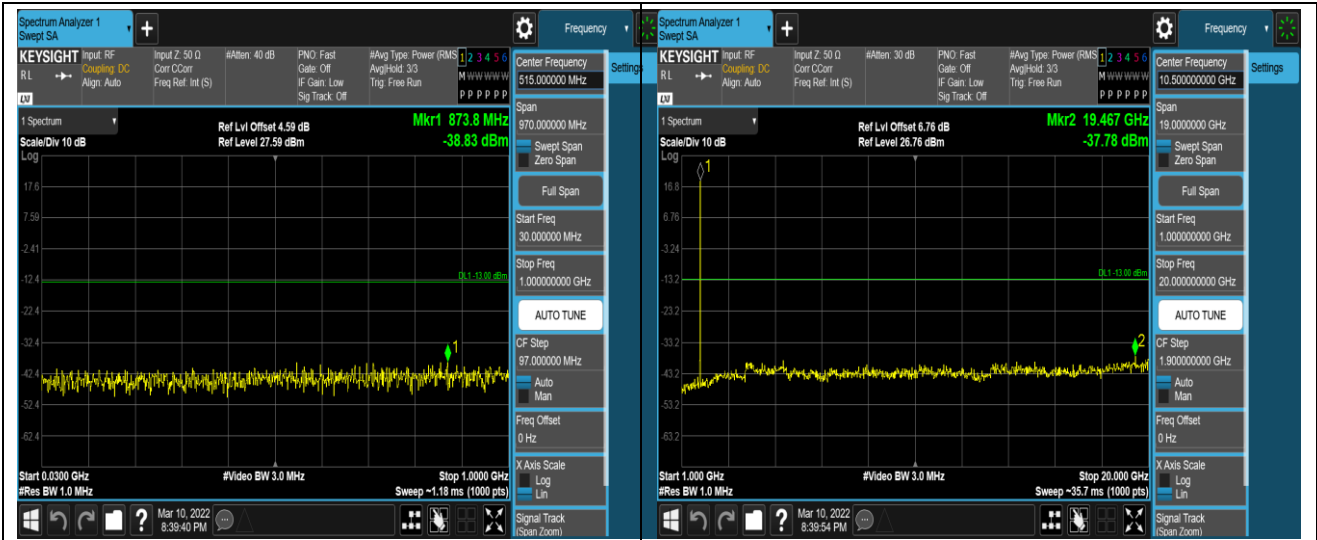 Spectrum Analyzer 1
Swept SA
Frequency
KEYSIGHT
R L
LXI
Input: RF
Coupling: DC
Align: Auto
Input Z: 50 Ω
Corr CCorr
Freq Ref: Int (S)
#Atten: 40 dB
PNO: Fast
Gate: Off
IF Gain: Low
Sig Track: Off
#Avg Type: Power (RMS
Avg|Hold: 3/3
Trig: Free Run
1 2 3 4 5 6
M W W W W W
P P P P P P
Center Frequency
515.000000 MHz
Settings
1 Spectrum
Scale/Div 10 dB
Log
Ref Lvl Offset 4.59 dB
Ref Level 27.59 dBm
Mkr1 873.8 MHz
-38.83 dBm
17.6
7.59
-2.41
-12.4
-22.4
-32.4
-42.4
-52.4
-62.4
DL1 -13.00 dBm
1
Start 0.0300 GHz
#Res BW 1.0 MHz
#Video BW 3.0 MHz
Stop 1.0000 GHz
Sweep ~1.18 ms (1000 pts)
Span
970.000000 MHz
Swept Span
Zero Span
Full Span
Start Freq
30.000000 MHz
Stop Freq
1.000000000 GHz
AUTO TUNE
CF Step
97.000000 MHz
Auto
Man
Freq Offset
0 Hz
X Axis Scale
Log
Lin
Signal Track
(Span Zoom)
?
Mar 10, 2022
8:39:40 PM
Spectrum Analyzer 1
Swept SA
Frequency
KEYSIGHT
R L
LXI
Input: RF
Coupling: DC
Align: Auto
Input Z: 50 Ω
Corr CCorr
Freq Ref: Int (S)
#Atten: 30 dB
PNO: Fast
Gate: Off
IF Gain: Low
Sig Track: Off
#Avg Type: Power (RMS
Avg|Hold: 3/3
Trig: Free Run
1 2 3 4 5 6
M W W W W W
P P P P P P
Center Frequency
10.500000000 GHz
Settings
1 Spectrum
Scale/Div 10 dB
Log
Ref Lvl Offset 6.76 dB
Ref Level 26.76 dBm
Mkr2 19.467 GHz
-37.78 dBm
1
16.8
6.76
-3.24
-13.2
-23.2
-33.2
-43.2
-53.2
-63.2
DL1 -13.00 dBm
2
Start 1.000 GHz
#Res BW 1.0 MHz
#Video BW 3.0 MHz
Stop 20.000 GHz
Sweep ~35.7 ms (1000 pts)
Span
19.0000000 GHz
Swept Span
Zero Span
Full Span
Start Freq
1.000000000 GHz
Stop Freq
20.000000000 GHz
AUTO TUNE
CF Step
1.900000000 GHz
Auto
Man
Freq Offset
0 Hz
X Axis Scale
Log
Lin
Signal Track
(Span Zoom)
?
Mar 10, 2022
8:39:54 PM